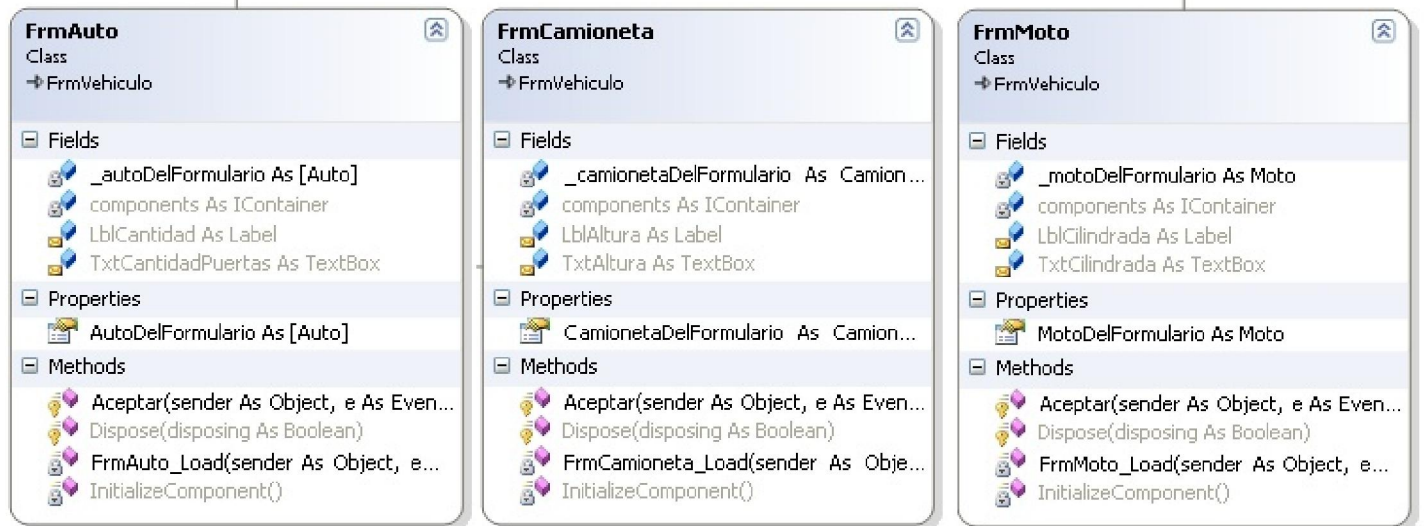 FrmAuto
Class
FrmVehiculo
Fields
_autoDelFormulario As [Auto]
components As IContainer
LblCantidad As Label
TxtCantidadPuertas As TextBox
Properties
AutoDelFormulario As [Auto]
Methods
Aceptar(sender As Object, e As Even...
Dispose(disposing As Boolean)
FrmAuto_Load(sender As Object, e...
InitializeComponent()
FrmCamioneta
Class
FrmVehiculo
Fields
_camionetaDelFormulario As Camion...
components As IContainer
LblAltura As Label
TxtAltura As TextBox
Properties
CamionetaDelFormulario As Camion...
Methods
Aceptar(sender As Object, e As Even...
Dispose(disposing As Boolean)
FrmCamioneta_Load(sender As Obje...
InitializeComponent()
FrmMoto
Class
FrmVehiculo
Fields
_motoDelFormulario As Moto
components As IContainer
LblCilindrada As Label
TxtCilindrada As TextBox
Properties
MotoDelFormulario As Moto
Methods
Aceptar(sender As Object, e As Even...
Dispose(disposing As Boolean)
FrmMoto_Load(sender As Object, e...
InitializeComponent()